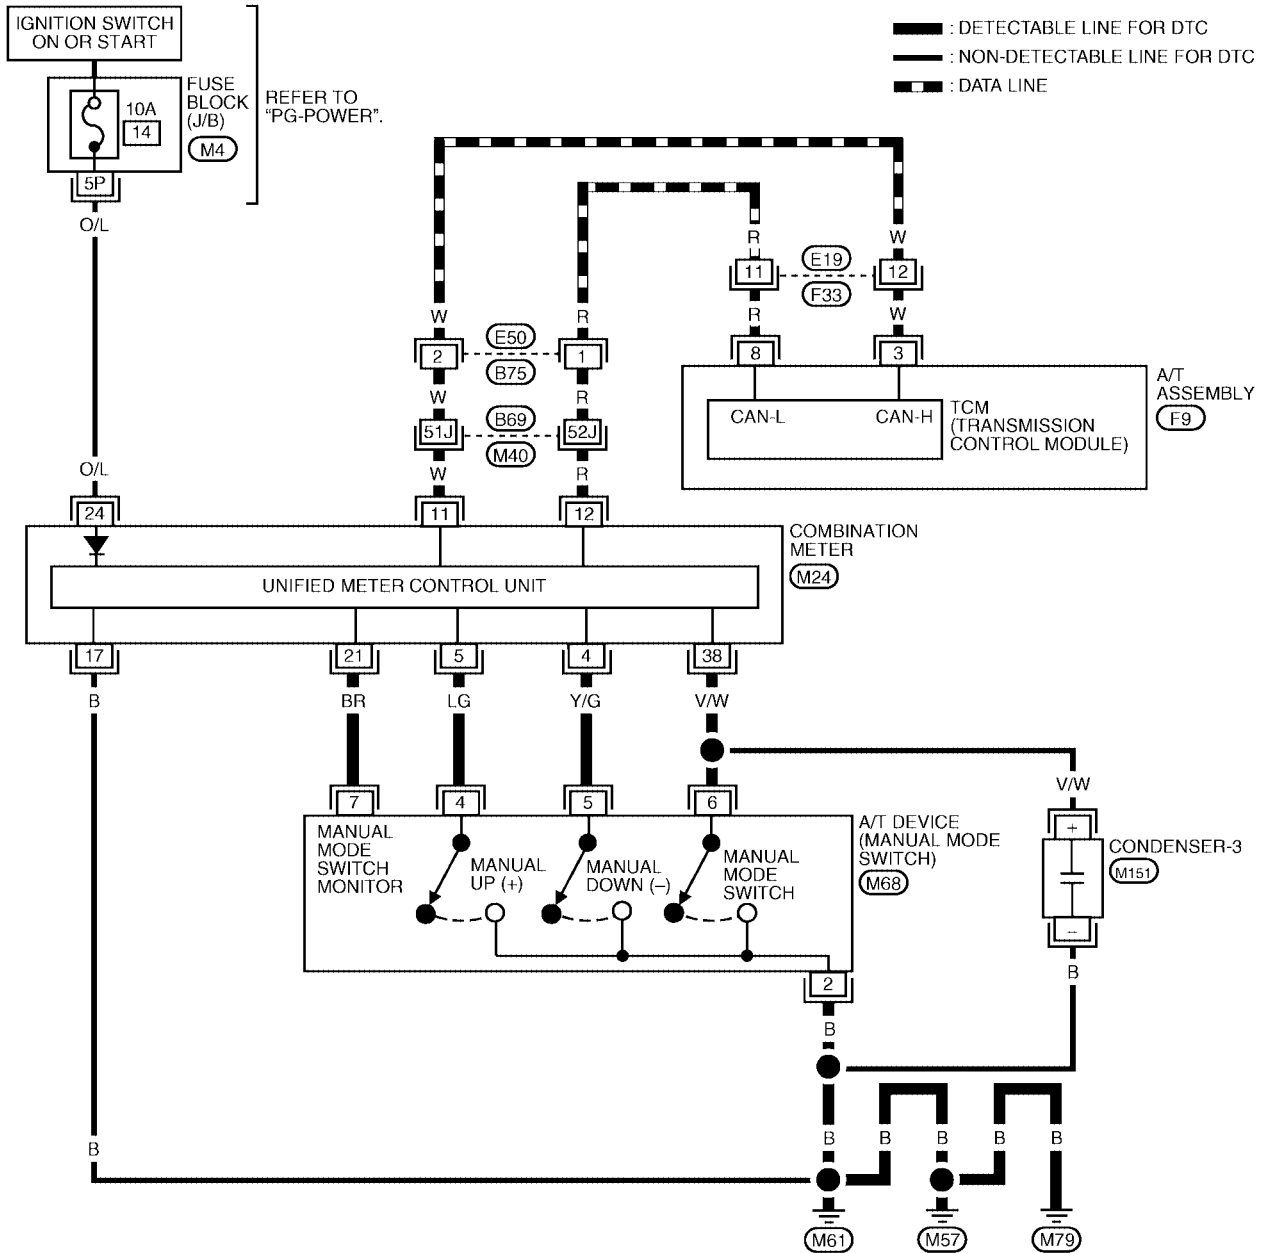 IGNITION SWITCH
ON OR START
FUSE
BLOCK
(J/B)
M4
10A
14
5P
REFER TO
"PG-POWER".
: DETECTABLE LINE FOR DTC
: NON-DETECTABLE LINE FOR DTC
: DATA LINE
O/L
R
W
11
E19
12
F33
R
W
W
R
2
E50
1
B75
8
3
W
R
51J
B69
52J
M40
CAN-L
CAN-H
TCM
(TRANSMISSION
CONTROL MODULE)
A/T
ASSEMBLY
F9
O/L
W
R
24
11
12
COMBINATION
METER
M24
UNIFIED METER CONTROL UNIT
17
21
5
4
38
B
BR
LG
Y/G
V/W
V/W
7
4
5
6
MANUAL
MODE
SWITCH
MONITOR
MANUAL
UP (+)
MANUAL
DOWN (–)
MANUAL
MODE
SWITCH
A/T DEVICE
(MANUAL MODE
SWITCH)
M68
+
CONDENSER-3
M151
–
2
B
B
B
B
B
B
B
B
M61
M57
M79